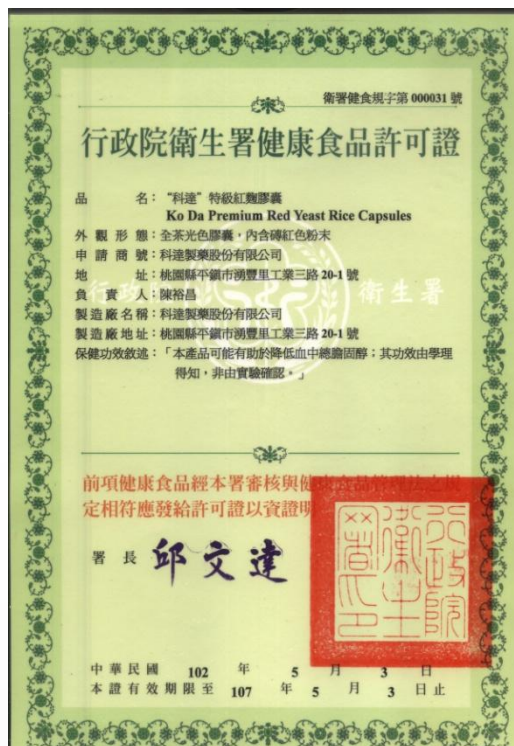 衛署健食規字第 000031 號
行政院衛生署健康食品許可證
品名："科達"特級紅麴膠囊
Ko Da Premium Red Yeast Rice Capsules
外觀形態：全茶光色膠囊，內含磚紅色粉末
申請商號：科達製藥股份有限公司
地址：桃園縣平鎮市湧豐里工業三路 20-1 號
負責人：陳裕昌
製造廠名稱：科達製藥股份有限公司
製造廠地址：桃園縣平鎮市湧豐里工業三路 20-1 號
保健功效敘述：「本產品可能有助於降低血中總膽固醇；其功效由學理
得知，非由實驗確認。」
衛生署
前項健康食品經本署審核與健
定相符應發給許可證以資證明
署長 邱文達
行政院
衛生
署印
中華民國 102 年 5 月 3 日
本證有效期限至 107 年 5 月 3 日止